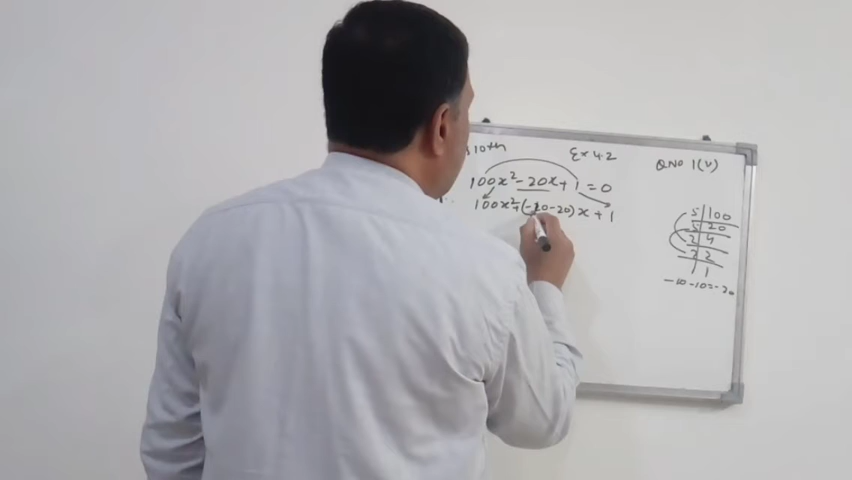 10th Ex 4.2 Q.NO 1(V)
100x² - 20x + 1 = 0
100x² + (-10-20)x + 1
5 | 100
5 | 20
2 | 4
2 | 2
1
-10-10=-20